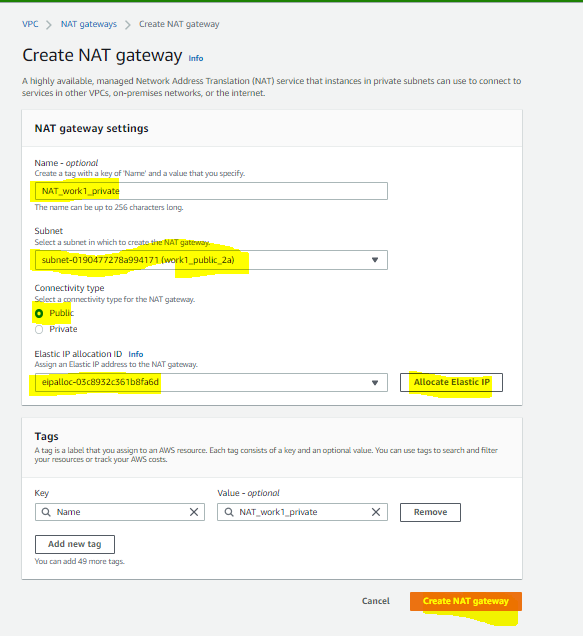 VPC > NAT gateways > Create NAT gateway
Create NAT gateway Info
A highly available, managed Network Address Translation (NAT) service that instances in private subnets can use to connect to
services in other VPCs, on-premises networks, or the internet.
NAT gateway settings
Name - optional
Create a tag with a key of 'Name' and a value that you specify.
NAT_work1_private
The name can be up to 256 characters long.
Subnet
Select a subnet in which to create the NAT gateway.
subnet-0190477278a994171 (work1_public_2a)
Connectivity type
Select a connectivity type for the NAT gateway.
Public
Private
Elastic IP allocation ID Info
Assign an Elastic IP address to the NAT gateway.
eipalloc-03c8932c361b8fa6d
Allocate Elastic IP
Tags
A tag is a label that you assign to an AWS resource. Each tag consists of a key and an optional value. You can use tags to search and filter
your resources or track your AWS costs.
Key Value - optional
Name NAT_work1_private Remove
Add new tag
You can add 49 more tags.
Cancel Create NAT gateway